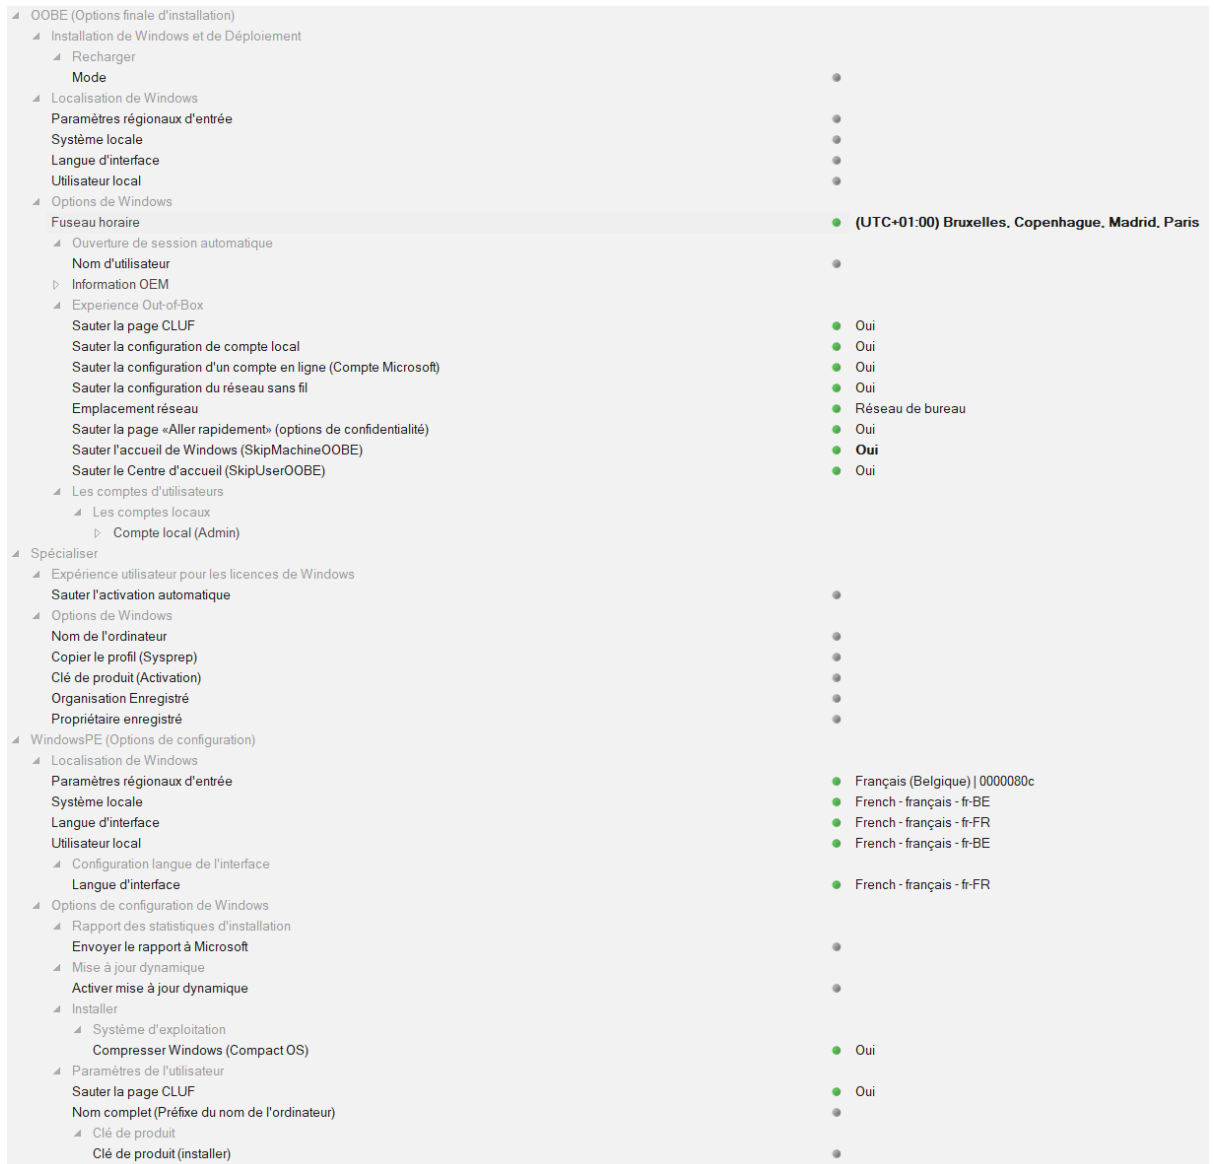 OOBE (Options finale d'installation)
Installation de Windows et de Déploiement
Recharger
Mode
Localisation de Windows
Paramètres régionaux d'entrée
Système locale
Langue d'interface
Utilisateur local
Options de Windows
Fuseau horaire (UTC+01:00) Bruxelles, Copenhague, Madrid, Paris
Ouverture de session automatique
Nom d'utilisateur
Information OEM
Experience Out-of-Box
Sauter la page CLUF Oui
Sauter la configuration de compte local Oui
Sauter la configuration d'un compte en ligne (Compte Microsoft) Oui
Sauter la configuration du réseau sans fil Oui
Emplacement réseau Réseau de bureau
Sauter la page «Aller rapidement» (options de confidentialité) Oui
Sauter l'accueil de Windows (SkipMachineOOBE) Oui
Sauter le Centre d'accueil (SkipUserOOBE) Oui
Les comptes d'utilisateurs
Les comptes locaux
Compte local (Admin)
Spécialiser
Expérience utilisateur pour les licences de Windows
Sauter l'activation automatique
Options de Windows
Nom de l'ordinateur
Copier le profil (Sysprep)
Clé de produit (Activation)
Organisation Enregistré
Propriétaire enregistré
WindowsPE (Options de configuration)
Localisation de Windows
Paramètres régionaux d'entrée Français (Belgique) | 0000080c
Système locale French - français - fr-BE
Langue d'interface French - français - fr-FR
Utilisateur local French - français - fr-BE
Configuration langue de l'interface
Langue d'interface French - français - fr-FR
Options de configuration de Windows
Rapport des statistiques d'installation
Envoyer le rapport à Microsoft
Mise à jour dynamique
Activer mise à jour dynamique
Installer
Système d'exploitation
Compresser Windows (Compact OS) Oui
Paramètres de l'utilisateur
Sauter la page CLUF Oui
Nom complet (Préfixe du nom de l'ordinateur)
Clé de produit
Clé de produit (installer)